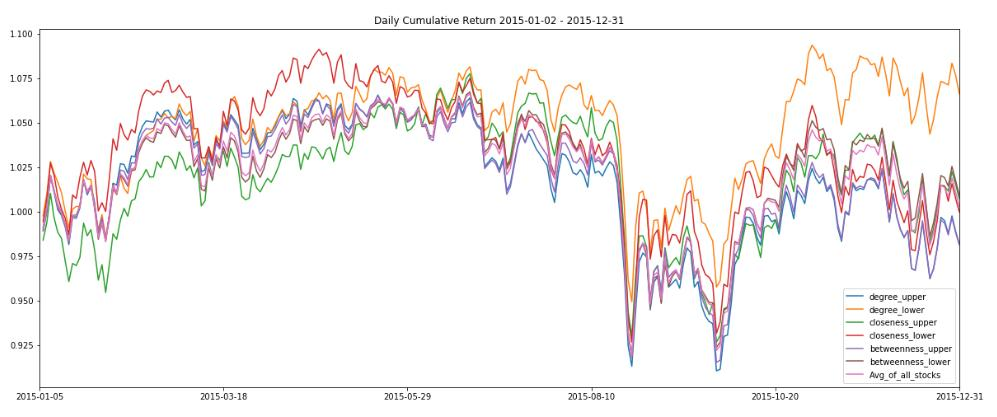 Daily Cumulative Return 2015-01-02 - 2015-12-31
1.100
1.075
1.050
1.025
1.000
0.975
0.950
0.925
degree_upper
degree_lower
closeness_upper
closeness_lower
betweenness_upper
betweenness_lower
Avg_of_all_stocks
2015-01-05 2015-03-18 2015-05-29 2015-08-10 2015-10-20 2015-12-31